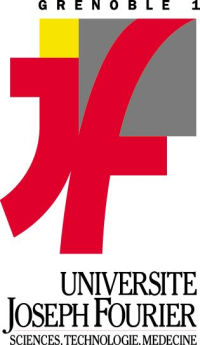 GRENOBLE 1
UNIVERSITE
JOSEPH FOURIER
SCIENCES. TECHNOLOGIE. MEDECINE